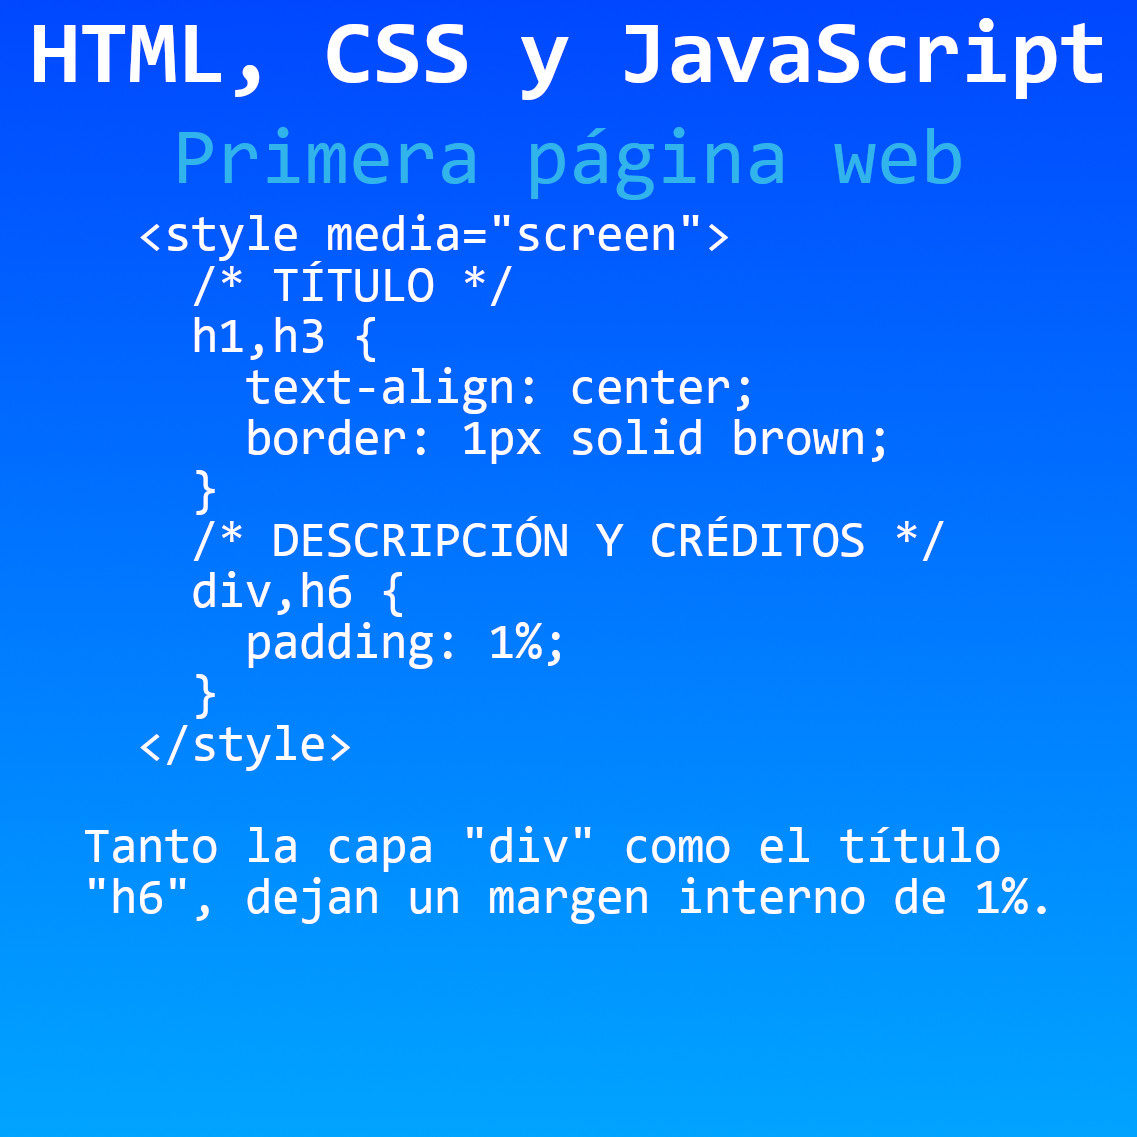 HTML, CSS y JavaScript
Primera página web
<style media="screen">
/* TÍTULO */
h1,h3 {
text-align: center;
border: 1px solid brown;
}
/* DESCRIPCIÓN Y CRÉDITOS */
div,h6 {
padding: 1%;
}
</style>
Tanto la capa "div" como el título
"h6", dejan un margen interno de 1%.